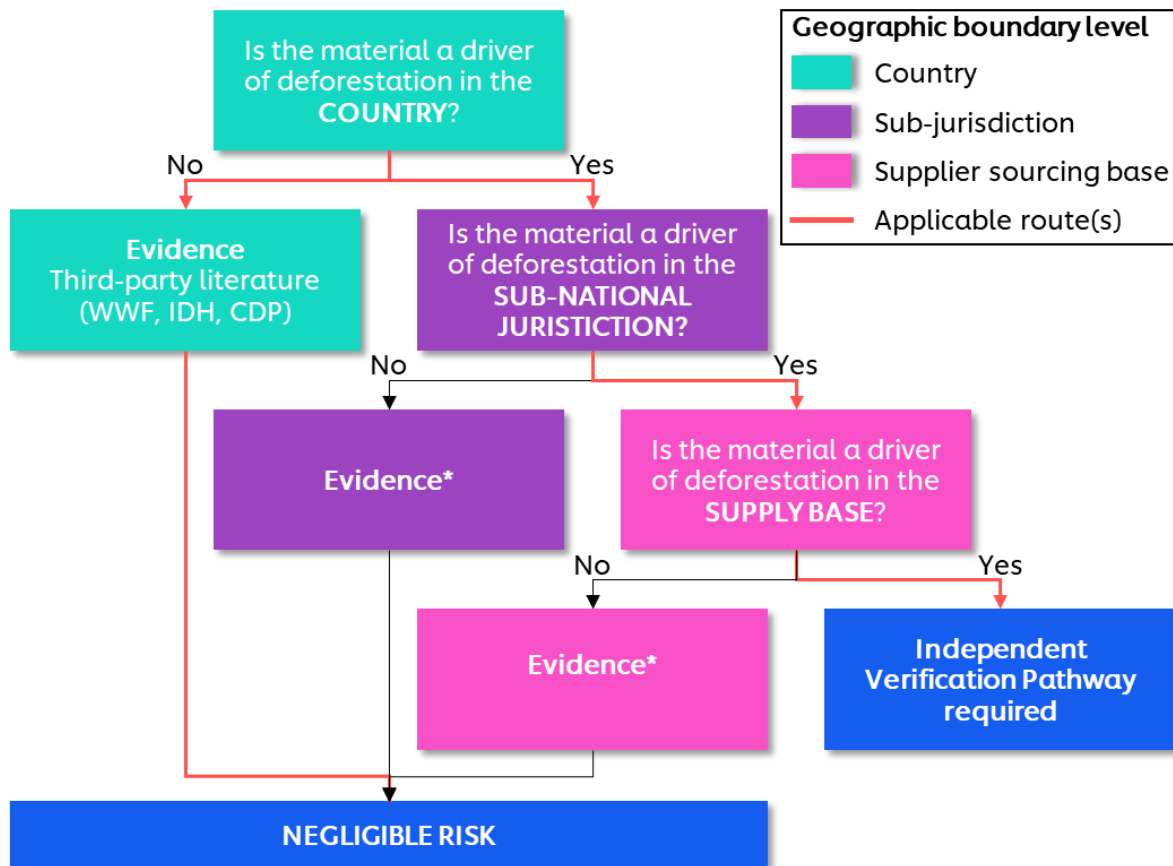 Is the material a driver
of deforestation in the
COUNTRY?
Geographic boundary level
Country
Sub-jurisdiction
Supplier sourcing base
Applicable route(s)
No
Yes
Evidence
Third-party literature
(WWF, IDH, CDP)
Is the material a driver
of deforestation in the
SUB-NATIONAL
JURISTICTION?
No
Yes
Evidence*
Is the material a driver
of deforestation in the
SUPPLY BASE?
No
Yes
Evidence*
Independent
Verification Pathway
required
NEGLIGIBLE RISK